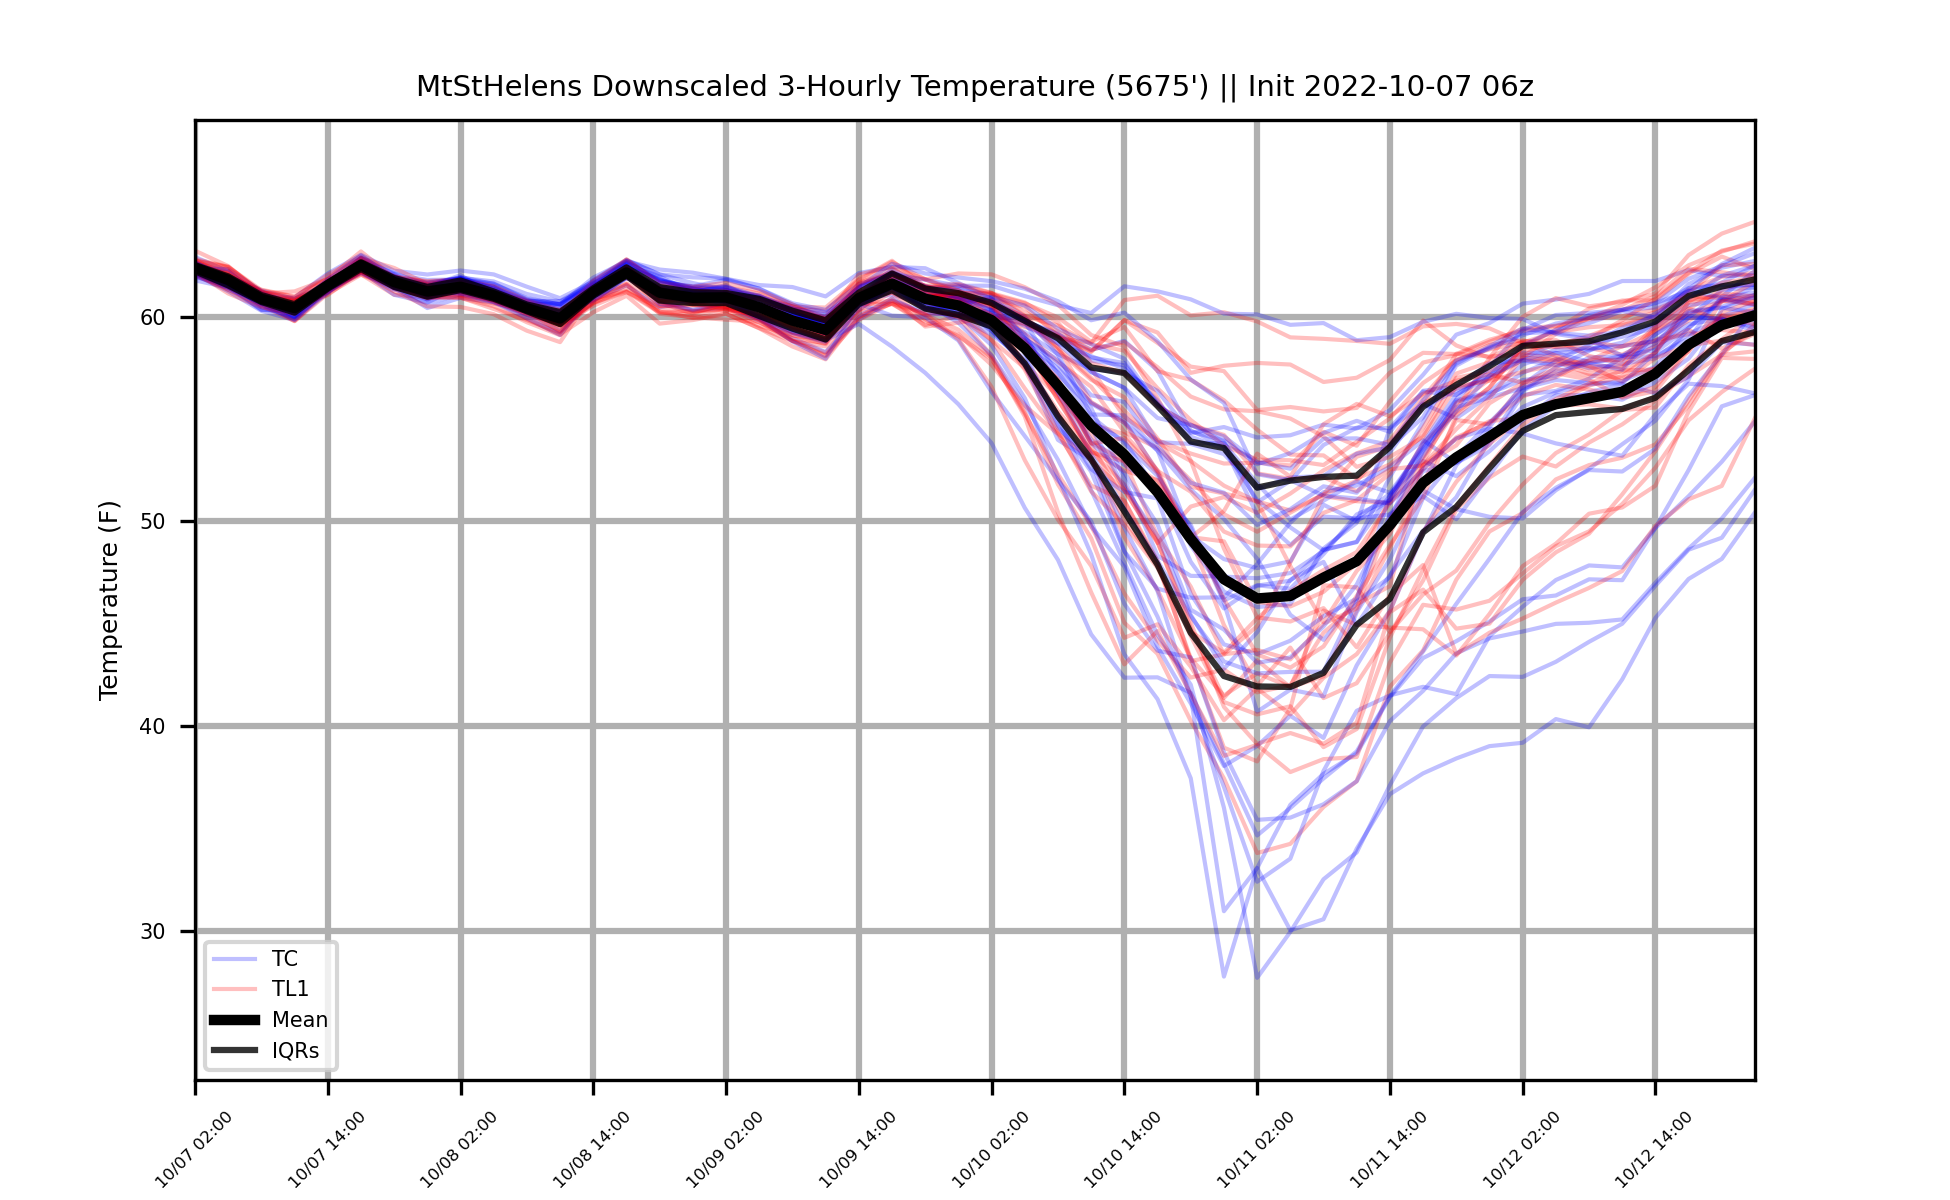 MtStHelens Downscaled 3-Hourly Temperature (5675') || Init 2022-10-07 06z
Temperature (F)
60
50
40
30
TC
TL1
Mean
IQRs
10/07 02:00
10/07 14:00
10/08 02:00
10/08 14:00
10/09 02:00
10/09 14:00
10/10 02:00
10/10 14:00
10/11 02:00
10/11 14:00
10/12 02:00
10/12 14:00